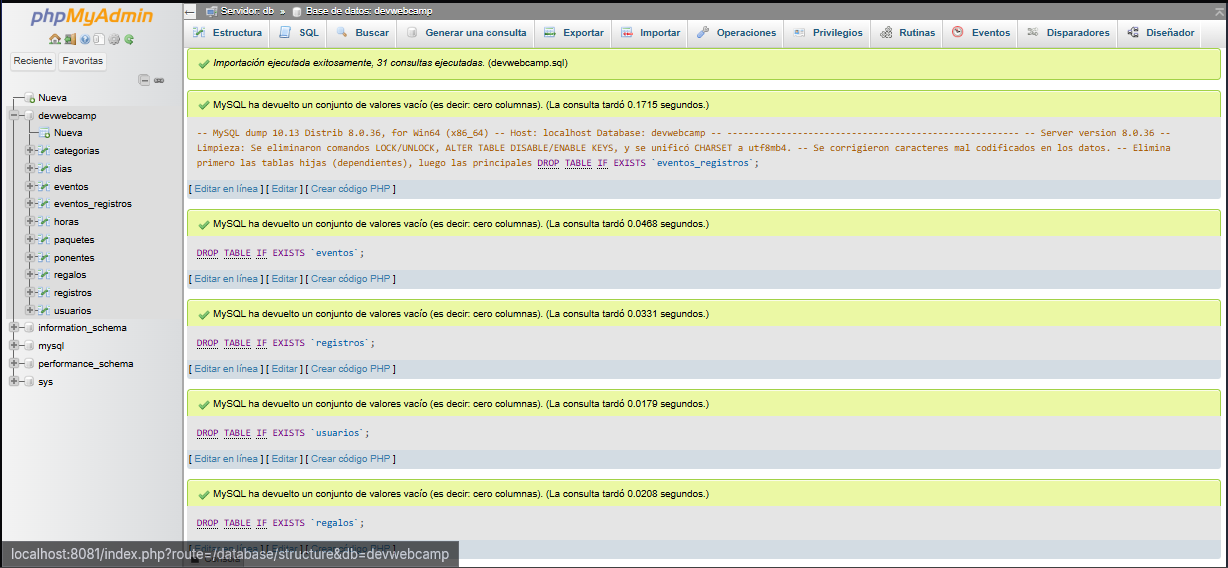 phpMyAdmin
Reciente Favoritas
Nueva
devwebcamp
Nueva
categorias
dias
eventos
eventos_registros
horas
paquetes
ponentes
regalos
registros
usuarios
information_schema
mysql
performance_schema
sys
Servidor: db » Base de datos: devwebcamp
Estructura SQL Buscar Generar una consulta Exportar Importar Operaciones Privilegios Rutinas Eventos Disparadores Diseñador
Importación ejecutada exitosamente, 31 consultas ejecutadas. (devwebcamp.sql)
MySQL ha devuelto un conjunto de valores vacío (es decir: cero columnas). (La consulta tardó 0.1715 segundos.)
-- MySQL dump 10.13 Distrib 8.0.36, for Win64 (x86_64) -- Host: localhost Database: devwebcamp -- ------------------------------------------------------ -- Server version 8.0.36 --
Limpieza: Se eliminaron comandos LOCK/UNLOCK, ALTER TABLE DISABLE/ENABLE KEYS, y se unificó CHARSET a utf8mb4. -- Se corrigieron caracteres mal codificados en los datos. -- Elimina
primero las tablas hijas (dependientes), luego las principales DROP TABLE IF EXISTS `eventos_registros`;
[ Editar en línea ] [ Editar ] [ Crear código PHP ]
MySQL ha devuelto un conjunto de valores vacío (es decir: cero columnas). (La consulta tardó 0.0468 segundos.)
DROP TABLE IF EXISTS `eventos`;
[ Editar en línea ] [ Editar ] [ Crear código PHP ]
MySQL ha devuelto un conjunto de valores vacío (es decir: cero columnas). (La consulta tardó 0.0331 segundos.)
DROP TABLE IF EXISTS `registros`;
[ Editar en línea ] [ Editar ] [ Crear código PHP ]
MySQL ha devuelto un conjunto de valores vacío (es decir: cero columnas). (La consulta tardó 0.0179 segundos.)
DROP TABLE IF EXISTS `usuarios`;
[ Editar en línea ] [ Editar ] [ Crear código PHP ]
MySQL ha devuelto un conjunto de valores vacío (es decir: cero columnas). (La consulta tardó 0.0208 segundos.)
DROP TABLE IF EXISTS `regalos`;
[ Editar en línea ] [ Editar ] [ Crear código PHP ]
localhost:8081/index.php?route=/database/structure&db=devwebcamp
Consola